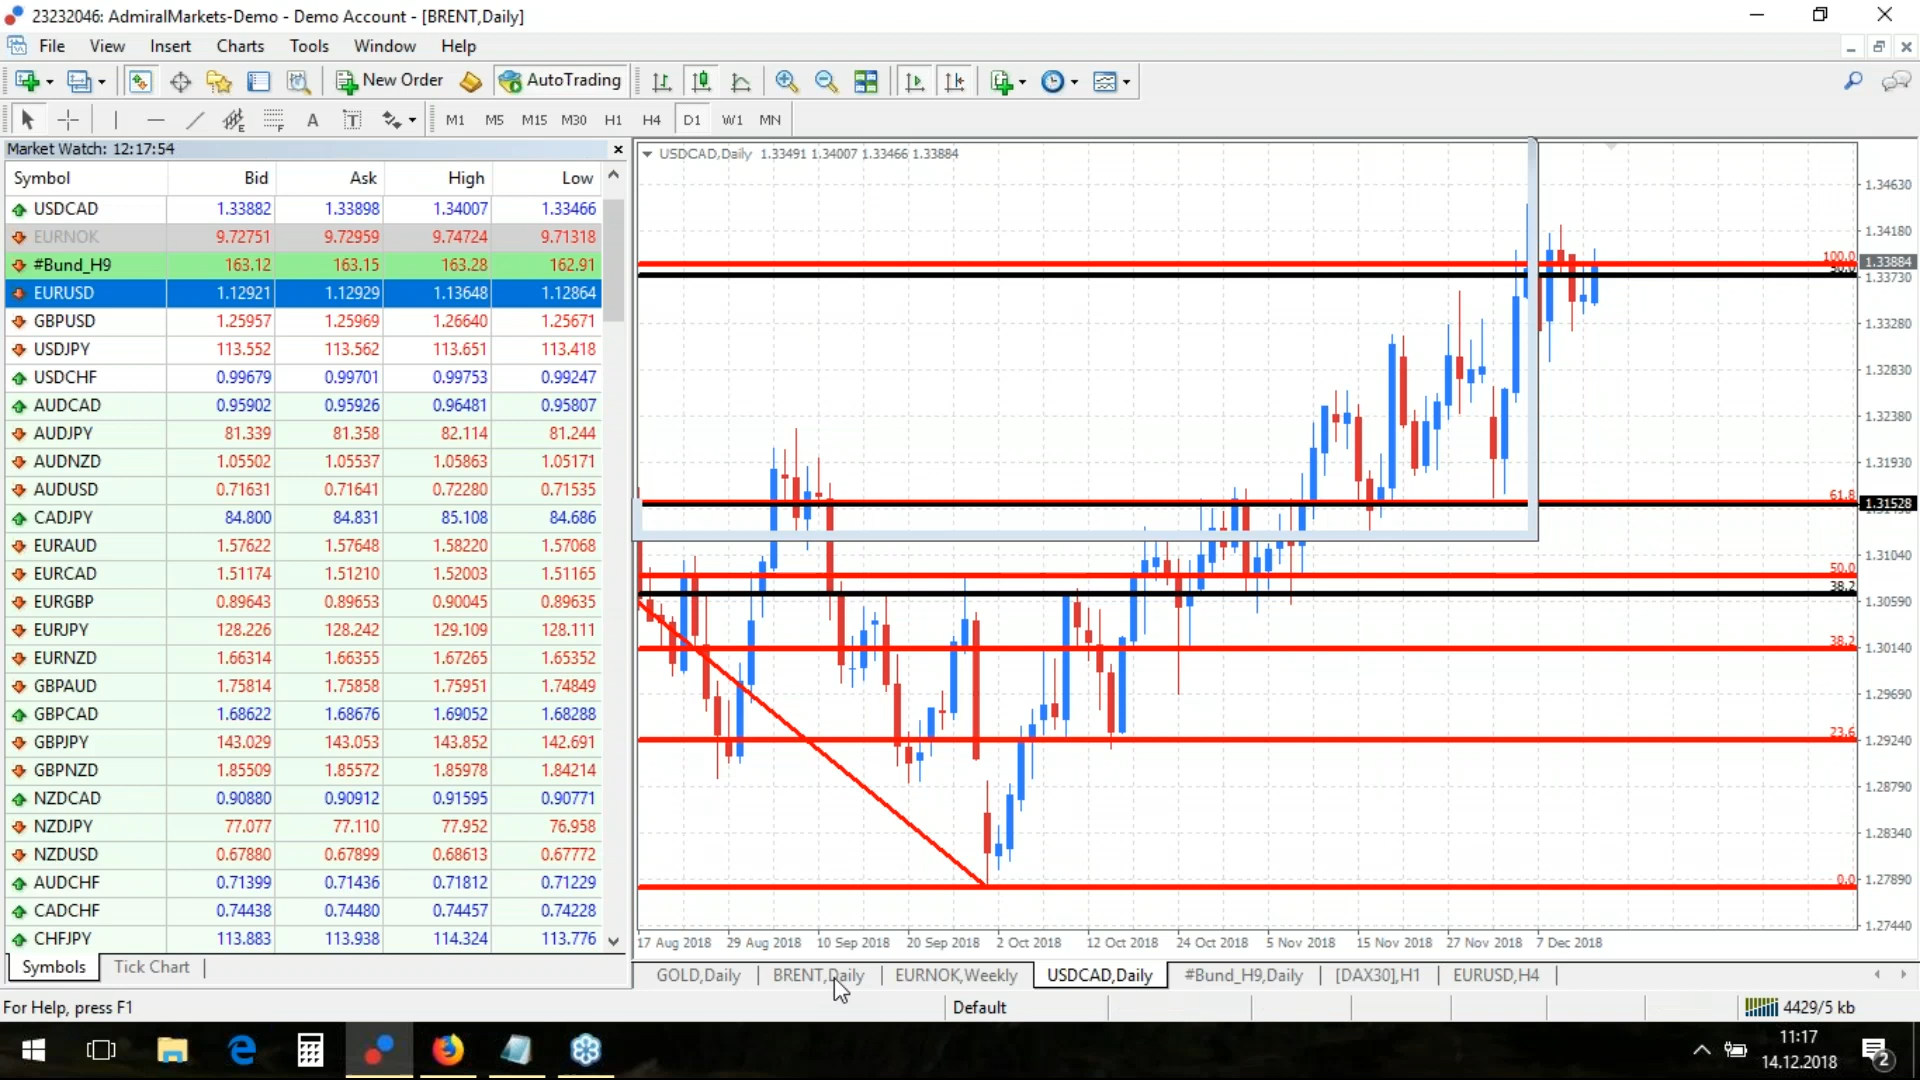 23232046: AdmiralMarkets-Demo - Demo Account - [BRENT,Daily]
File View Insert Charts Tools Window Help
New Order AutoTrading
A T M1 M5 M15 M30 H1 H4 D1 W1 MN
Market Watch: 12:17:54
Symbol Bid Ask High Low
USDCAD 1.33882 1.33898 1.34007 1.33466
EURNOK 9.72751 9.72959 9.74724 9.71318
#Bund_H9 163.12 163.15 163.28 162.91
EURUSD 1.12921 1.12929 1.13648 1.12864
GBPUSD 1.25957 1.25969 1.26640 1.25671
USDJPY 113.552 113.562 113.651 113.418
USDCHF 0.99679 0.99701 0.99753 0.99247
AUDCAD 0.95902 0.95926 0.96481 0.95807
AUDJPY 81.339 81.358 82.114 81.244
AUDNZD 1.05502 1.05537 1.05863 1.05171
AUDUSD 0.71631 0.71641 0.72280 0.71535
CADJPY 84.800 84.831 85.108 84.686
EURAUD 1.57622 1.57648 1.58220 1.57068
EURCAD 1.51174 1.51210 1.52003 1.51165
EURGBP 0.89643 0.89653 0.90045 0.89635
EURJPY 128.226 128.242 129.109 128.111
EURNZD 1.66314 1.66355 1.67265 1.65352
GBPAUD 1.75814 1.75858 1.75951 1.74849
GBPCAD 1.68622 1.68676 1.69052 1.68288
GBPJPY 143.029 143.053 143.852 142.691
GBPNZD 1.85509 1.85572 1.85978 1.84214
NZDCAD 0.90880 0.90912 0.91595 0.90771
NZDJPY 77.077 77.110 77.952 76.958
NZDUSD 0.67880 0.67899 0.68613 0.67772
AUDCHF 0.71399 0.71436 0.71812 0.71229
CADCHF 0.74438 0.74480 0.74457 0.74228
CHFJPY 113.883 113.938 114.324 113.776
Symbols Tick Chart
USDCAD,Daily 1.33491 1.34007 1.33466 1.33884
1.34630
1.34180
100.0 1.33884
1.33730
1.33280
1.32830
1.32380
1.31930
61.8 1.31528
1.31040
50.0
38.2 1.30590
38.2 1.30140
1.29690
23.6 1.29240
1.28790
1.28340
0.0 1.27890
1.27440
17 Aug 2018 29 Aug 2018 10 Sep 2018 20 Sep 2018 2 Oct 2018 12 Oct 2018 24 Oct 2018 5 Nov 2018 15 Nov 2018 27 Nov 2018 7 Dec 2018
GOLD,Daily BRENT,Daily EURNOK,Weekly USDCAD,Daily #Bund_H9,Daily [DAX30],H1 EURUSD,H4
For Help, press F1 Default 4429/5 kb
11:17
14.12.2018
2